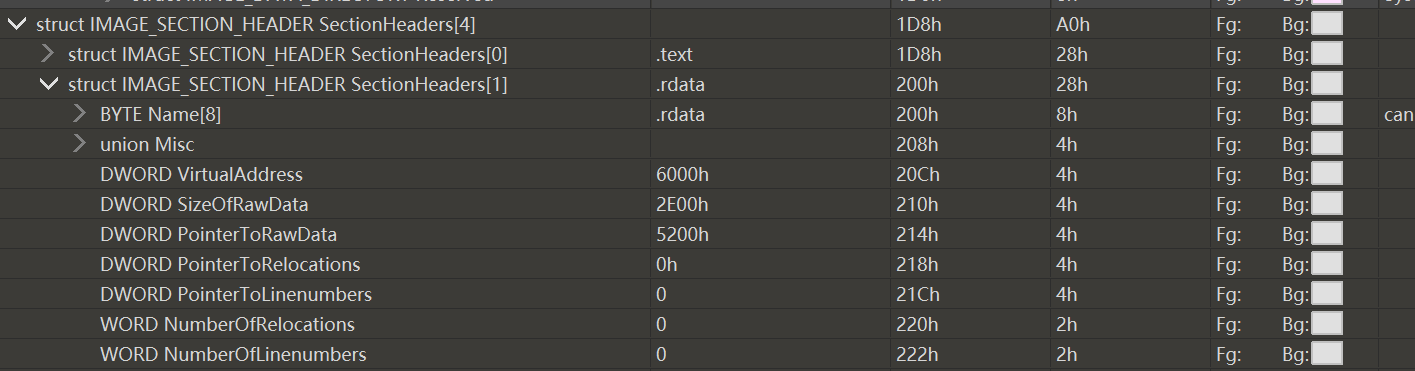 struct IMAGE_SECTION_HEADER SectionHeaders[4] 1D8h A0h Fg: Bg:
struct IMAGE_SECTION_HEADER SectionHeaders[0] .text 1D8h 28h Fg: Bg:
struct IMAGE_SECTION_HEADER SectionHeaders[1] .rdata 200h 28h Fg: Bg:
BYTE Name[8] .rdata 200h 8h Fg: Bg: can
union Misc 208h 4h Fg: Bg:
DWORD VirtualAddress 6000h 20Ch 4h Fg: Bg:
DWORD SizeOfRawData 2E00h 210h 4h Fg: Bg:
DWORD PointerToRawData 5200h 214h 4h Fg: Bg:
DWORD PointerToRelocations 0h 218h 4h Fg: Bg:
DWORD PointerToLinenumbers 0 21Ch 4h Fg: Bg:
WORD NumberOfRelocations 0 220h 2h Fg: Bg:
WORD NumberOfLinenumbers 0 222h 2h Fg: Bg: